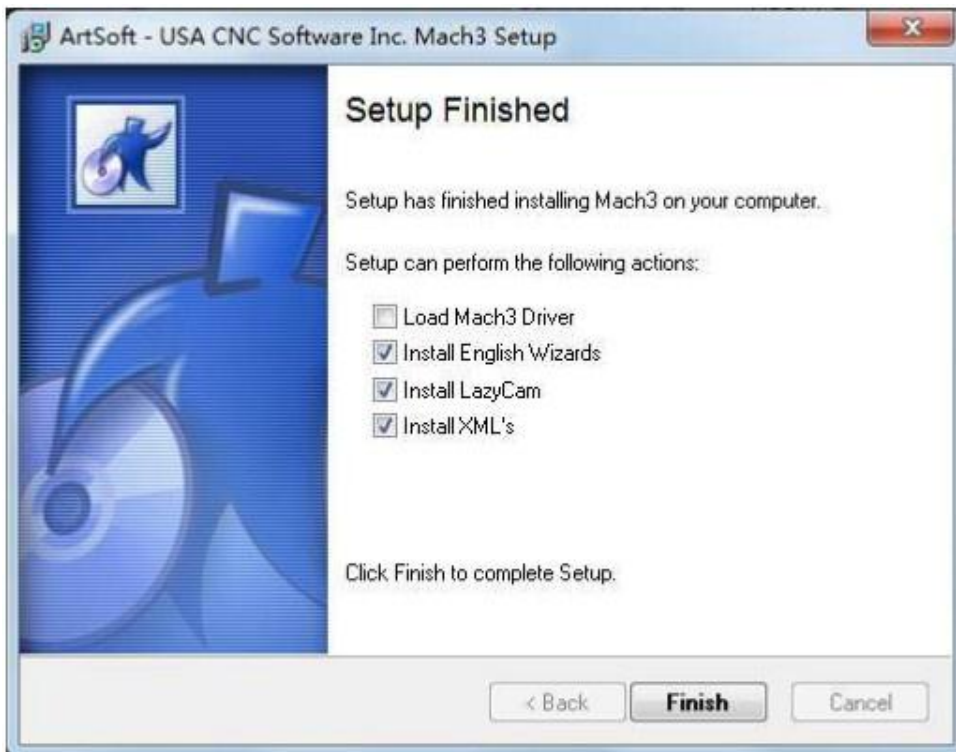 ArtSoft - USA CNC Software Inc. Mach3 Setup
Setup Finished
Setup has finished installing Mach3 on your computer.
Setup can perform the following actions:
Load Mach3 Driver
Install English Wizards
Install LazyCam
Install XML's
Click Finish to complete Setup.
< Back
Finish
Cancel